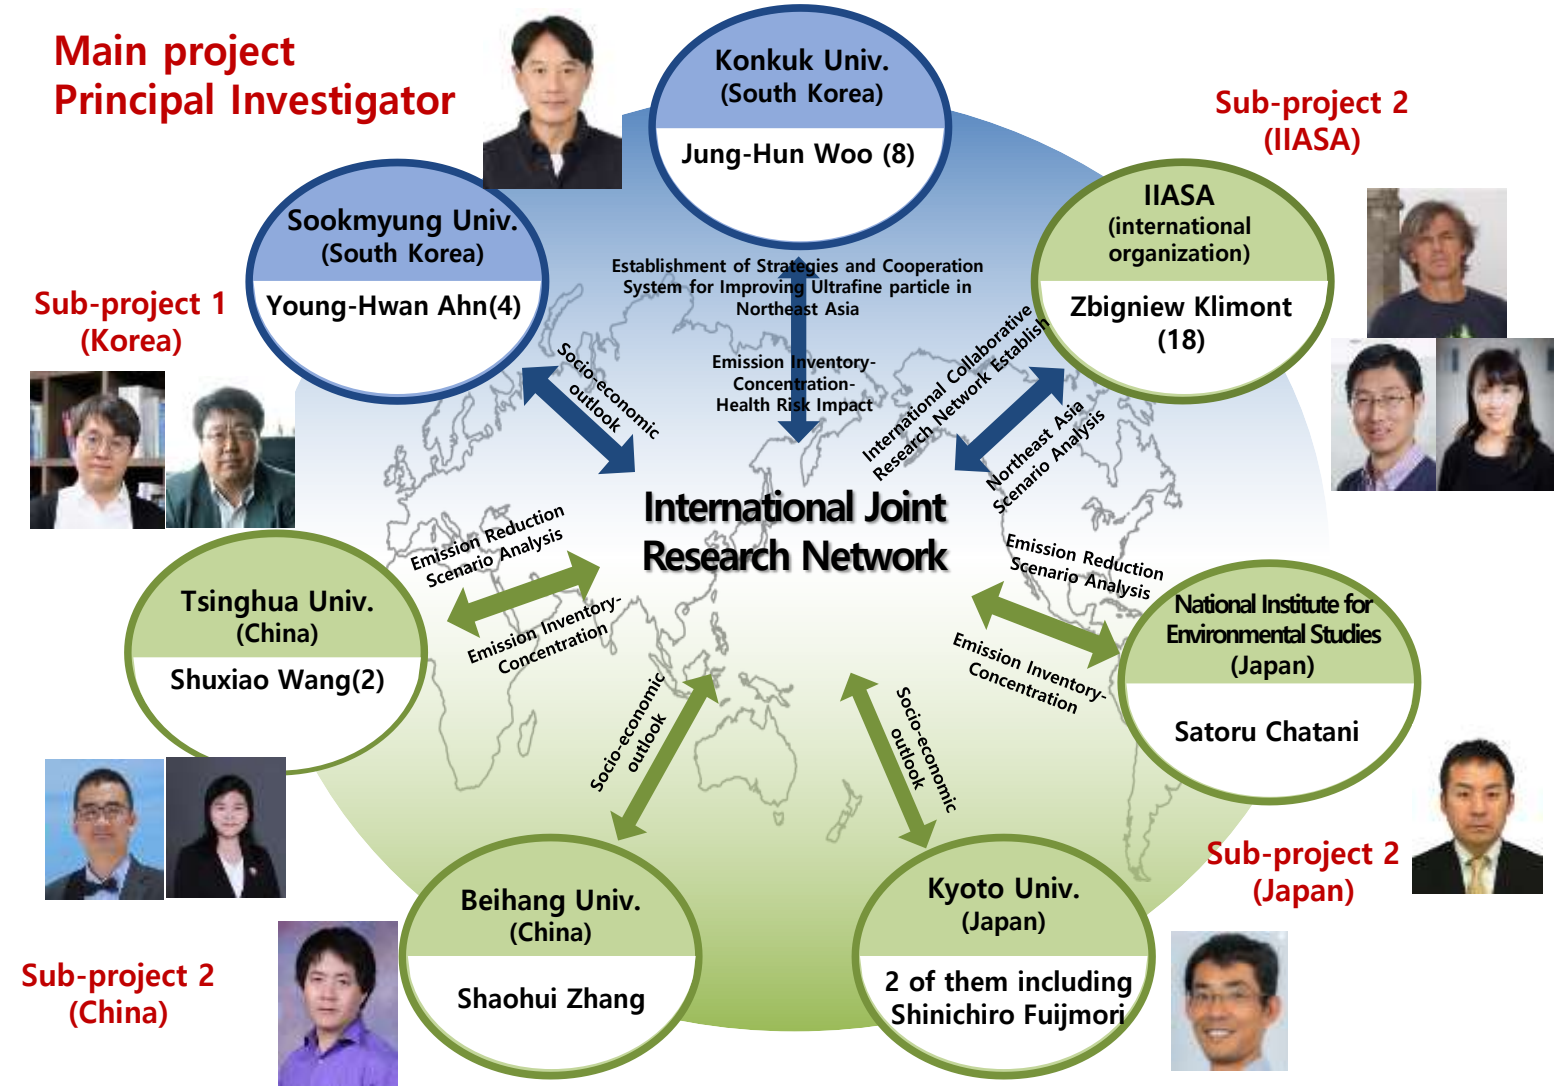 Main project
Principal Investigator
Konkuk Univ.
(South Korea)
Jung-Hun Woo (8)
Sub-project 2
(IIASA)
IIASA
(international
organization)
Zbigniew Klimont
(18)
Sookmyung Univ.
(South Korea)
Young-Hwan Ahn(4)
Sub-project 1
(Korea)
Establishment of Strategies and Cooperation
System for Improving Ultrafine particle in
Northeast Asia
Emission Inventory-
Concentration-
Health Risk Impact
Socio-economic
outlook
International Collaborative
Research Network Establish
Northeast Asia
Scenario Analysis
International Joint
Research Network
Emission Reduction
Scenario Analysis
Emission Inventory-
Concentration
Emission Reduction
Scenario Analysis
Emission Inventory-
Concentration
Tsinghua Univ.
(China)
Shuxiao Wang(2)
National Institute for
Environmental Studies
(Japan)
Satoru Chatani
Socio-economic
outlook
Socio-economic
outlook
Sub-project 2
(Japan)
Beihang Univ.
(China)
Shaohui Zhang
Kyoto Univ.
(Japan)
2 of them including
Shinichiro Fuijmori
Sub-project 2
(China)